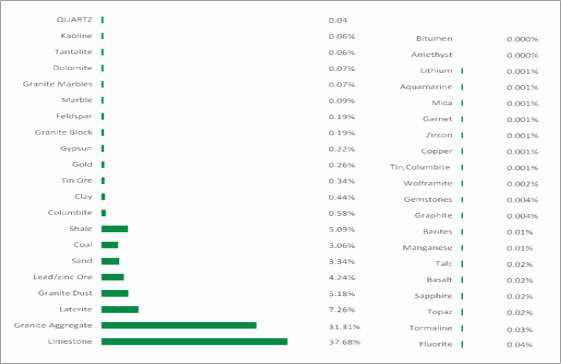 QUARTZ 0.04
Kaoline 0.06%
Tantalite 0.06%
Dolomite 0.07%
Granite Marbles 0.07%
Marble 0.09%
Feldspar 0.19%
Granite Block 0.19%
Gypsun 0.22%
Gold 0.26%
Tin Ore 0.34%
Clay 0.44%
Columbite 0.58%
Shale 5.09%
Coal 3.06%
Sand 3.34%
Lead/zinc Ore 4.24%
Granite Dust 5.18%
Laterite 7.26%
Granite Aggregate 31.31%
Limestone 37.68%
Bitumen 0.000%
Amethyst 0.000%
Lithium 0.001%
Aquamarine 0.001%
Mica 0.001%
Garnet 0.001%
Zircon 0.001%
Copper 0.001%
Tin,Columbite 0.001%
Wolframite 0.002%
Gemstones 0.004%
Graphite 0.004%
Barites 0.01%
Manganese 0.01%
Talc 0.02%
Basalt 0.02%
Sapphire 0.02%
Topaz 0.02%
Tormaline 0.03%
Fluorite 0.04%